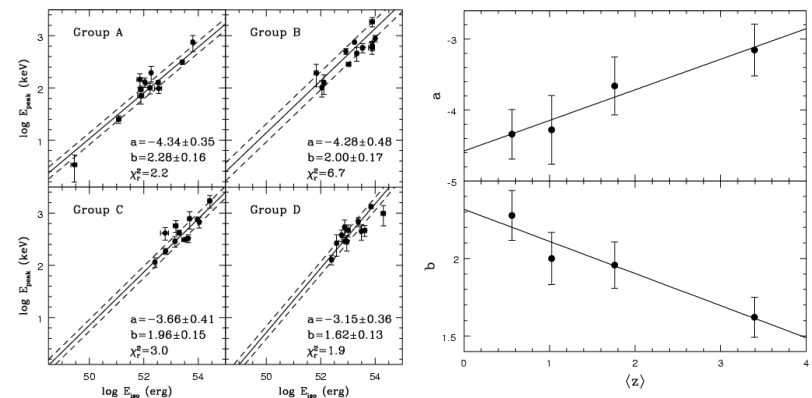 Group A
a=−4.34±0.35
b=2.28±0.16
χ²ᵣ=2.2
Group B
a=−4.28±0.48
b=2.00±0.17
χ²ᵣ=6.7
Group C
a=−3.66±0.41
b=1.96±0.15
χ²ᵣ=3.0
Group D
a=−3.15±0.36
b=1.62±0.13
χ²ᵣ=1.9
log E_peak (keV)
3
2
1
log E_peak (keV)
3
2
1
50 52 54 50 52 54
log E_iso (erg) log E_iso (erg)
a
-3
-4
-5
b
2
1.5
0 1 2 3 4
⟨z⟩